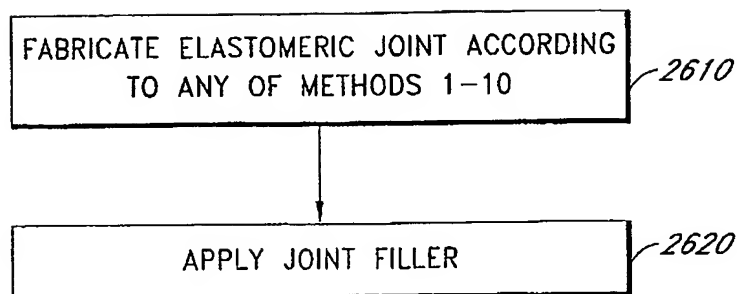 FABRICATE ELASTOMERIC JOINT ACCORDING
TO ANY OF METHODS 1-10
2610
APPLY JOINT FILLER
2620